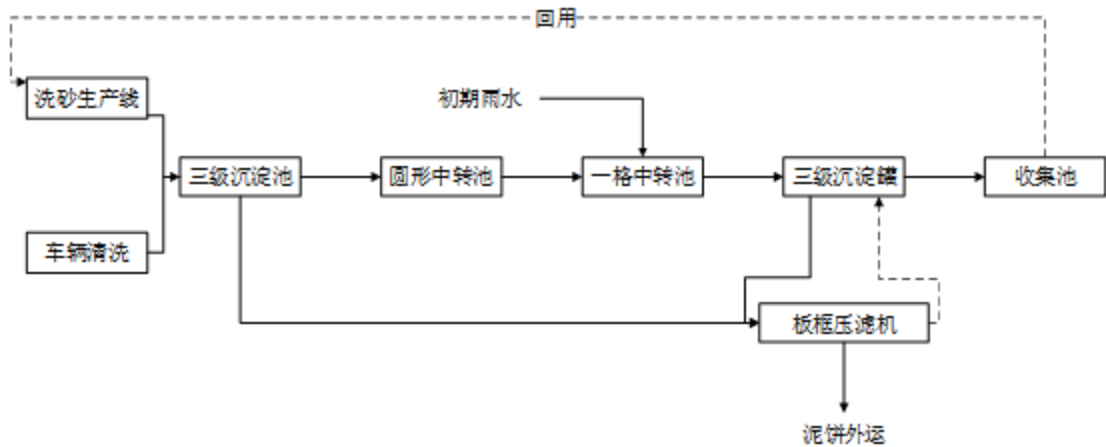 回用
洗砂生产线
初期雨水
三级沉淀池
圆形中转池
一格中转池
三级沉淀罐
收集池
车辆清洗
板框压滤机
泥饼外运